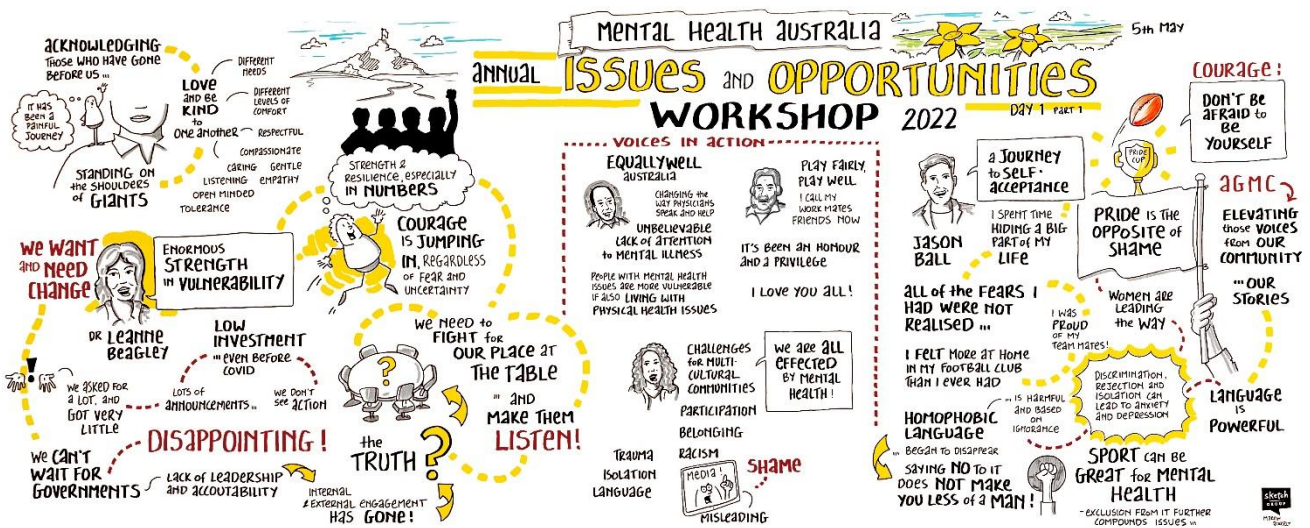 MENTAL HEALTH AUSTRALIA
5th MAY
ANNUAL ISSUES AND OPPORTUNITIES
WORKSHOP 2022
DAY 1 PART 1
ACKNOWLEDGING
THOSE WHO HAVE GONE
BEFORE US ...
IT HAS
BEEN A
PAINFUL
JOURNEY
STANDING ON
the SHOULDERS
of GIANTS
LOVE
AND BE
KIND
to
ONE ANOTHER
DIFFERENT
NEEDS
DIFFERENT
LEVELS OF
COMFORT
RESPECTFUL
COMPASSIONATE
CARING GENTLE
LISTENING EMPATHY
OPEN MINDED
TOLERANCE
STRENGTH &
RESILIENCE, ESPECIALLY
IN NUMBERS
COURAGE
IS JUMPING
IN, REGARDLESS
OF FEAR AND
UNCERTAINTY
WE WANT
AND NEED
CHANGE
ENORMOUS
STRENGTH
IN VULNERABILITY
DR LEANNE
BEAGLEY
!
WE ASKED FOR
A LOT, AND
GOT VERY
LITTLE
LOW
INVESTMENT
... EVEN BEFORE
COVID
LOTS OF
ANNOUNCEMENTS...
WE DON'T
SEE ACTION
DISAPPOINTING!
WE CAN'T
WAIT FOR
GOVERNMENTS
LACK OF LEADERSHIP
AND ACCOUTABILITY
INTERNAL
& EXTERNAL ENGAGEMENT
HAS GONE!
the
TRUTH
?
?
WE NEED to
FIGHT for
OUR PLACE AT
THE TABLE
... AND
MAKE THEM
LISTEN!
VOICES IN ACTION
EQUALLYWELL
AUSTRALIA
CHANGING the
WAY PHYSICIANS
SPEAK AND HELP
UNBELIEVABLE
LACK OF ATTENTION
to MENTAL ILLNESS
PEOPLE WITH MENTAL HEALTH
ISSUES ARE MORE VULNERABLE
IF ALSO LIVING WITH
PHYSICAL HEALTH ISSUES
PLAY FAIRLY,
PLAY WELL
I CALL MY
WORK MATES
FRIENDS NOW
IT'S BEEN AN HONOUR
AND A PRIVILEGE
I LOVE YOU ALL!
CHALLENGES
FOR MULTI-
CULTURAL
COMMUNITIES
PARTICIPATION
BELONGING
RACISM
WE ARE ALL
EFFECTED
BY MENTAL
HEALTH!
TRAUMA
ISOLATION
LANGUAGE
MEDIA!
SHAME
MISLEADING
JASON
BALL
A JOURNEY
to SELF-
ACCEPTANCE
I SPENT TIME
HIDING A BIG
PART OF MY
LIFE
ALL OF THE FEARS I
HAD WERE NOT
REALISED ...
I WAS
PROUD
OF MY
TEAM MATES!
I FELT MORE AT HOME
IN MY FOOTBALL CLUB
THAN I EVER HAD
HOMOPHOBIC
LANGUAGE
... BEGAN TO DISAPPEAR
... IS HARMFUL
AND BASED
ON
IGNORANCE
SAYING NO TO IT
DOES NOT MAKE
YOU LESS OF A MAN!
PRIDE
CUP
PRIDE IS THE
OPPOSITE OF
SHAME
WOMEN ARE
LEADING
the WAY
DISCRIMINATION,
REJECTION AND
ISOLATION CAN
LEAD TO ANXIETY
AND DEPRESSION
SPORT CAN BE
GREAT for MENTAL
HEALTH
- EXCLUSION FROM IT FURTHER
COMPOUNDS ISSUES
COURAGE!
DON'T BE
AFRAID to
BE
YOURSELF
AGMC
ELEVATING
those VOICES
from OUR
COMMUNITY
... OUR
STORIES
LANGUAGE
IS
POWERFUL
sketch
GROUP